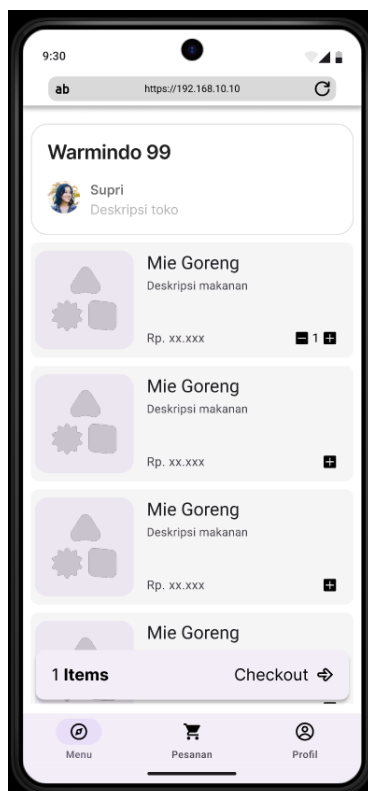 9:30
ab https://192.168.10.10
Warmindo 99
Supri
Deskripsi toko
Mie Goreng
Deskripsi makanan
Rp. xx.xxx 1
Mie Goreng
Deskripsi makanan
Rp. xx.xxx
Mie Goreng
Deskripsi makanan
Rp. xx.xxx
Mie Goreng
1 Items Checkout
Menu Pesanan Profil